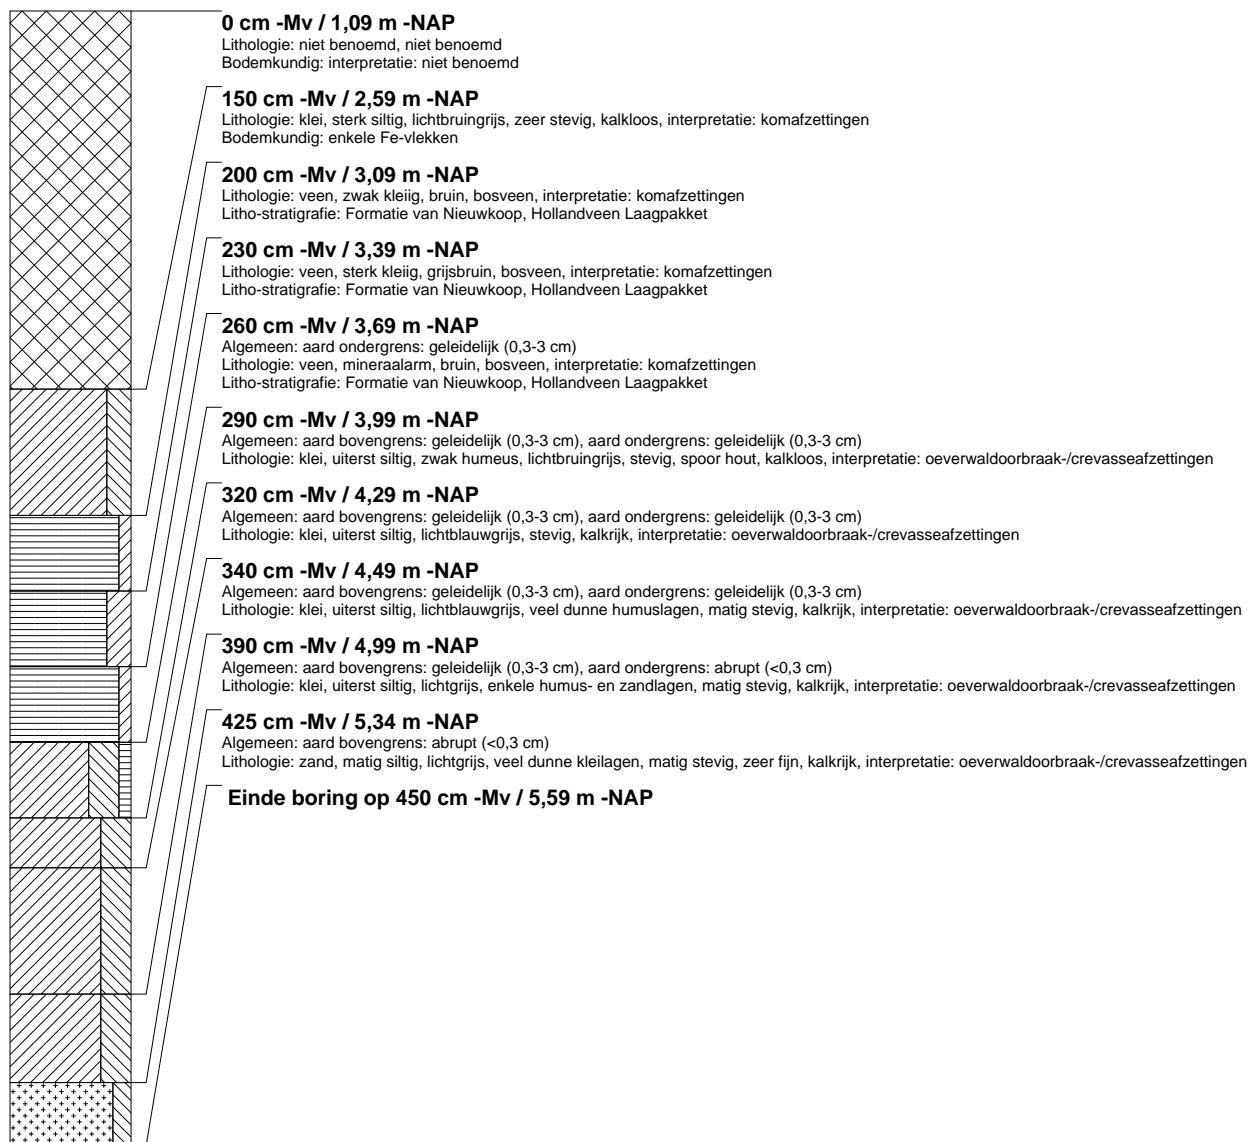 0 cm -Mv / 1,09 m -NAP
Lithologie: niet benoemd, niet benoemd
Bodemkundig: interpretatie: niet benoemd
150 cm -Mv / 2,59 m -NAP
Lithologie: klei, sterk siltig, lichtbruingrijs, zeer stevig, kalkloos, interpretatie: komafzettingen
Bodemkundig: enkele Fe-vlekken
200 cm -Mv / 3,09 m -NAP
Lithologie: veen, zwak kleiig, bruin, bosveen, interpretatie: komafzettingen
Litho-stratigrafie: Formatie van Nieuwkoop, Hollandveen Laagpakket
230 cm -Mv / 3,39 m -NAP
Lithologie: veen, sterk kleiig, grijsbruin, bosveen, interpretatie: komafzettingen
Litho-stratigrafie: Formatie van Nieuwkoop, Hollandveen Laagpakket
260 cm -Mv / 3,69 m -NAP
Algemeen: aard ondergrens: geleidelijk (0,3-3 cm)
Lithologie: veen, mineraalarm, bruin, bosveen, interpretatie: komafzettingen
Litho-stratigrafie: Formatie van Nieuwkoop, Hollandveen Laagpakket
290 cm -Mv / 3,99 m -NAP
Algemeen: aard bovengrens: geleidelijk (0,3-3 cm), aard ondergrens: geleidelijk (0,3-3 cm)
Lithologie: klei, uiterst siltig, zwak humeus, lichtbruingrijs, stevig, spoor hout, kalkloos, interpretatie: oeverwaldoorbraak-/crevasseafzettingen
320 cm -Mv / 4,29 m -NAP
Algemeen: aard bovengrens: geleidelijk (0,3-3 cm), aard ondergrens: geleidelijk (0,3-3 cm)
Lithologie: klei, uiterst siltig, lichtblauwgrijs, stevig, kalkrijk, interpretatie: oeverwaldoorbraak-/crevasseafzettingen
340 cm -Mv / 4,49 m -NAP
Algemeen: aard bovengrens: geleidelijk (0,3-3 cm), aard ondergrens: geleidelijk (0,3-3 cm)
Lithologie: klei, uiterst siltig, lichtblauwgrijs, veel dunne humuslagen, matig stevig, kalkrijk, interpretatie: oeverwaldoorbraak-/crevasseafzettingen
390 cm -Mv / 4,99 m -NAP
Algemeen: aard bovengrens: geleidelijk (0,3-3 cm), aard ondergrens: abrupt (<0,3 cm)
Lithologie: klei, uiterst siltig, lichtgrijs, enkele humus- en zandlagen, matig stevig, kalkrijk, interpretatie: oeverwaldoorbraak-/crevasseafzettingen
425 cm -Mv / 5,34 m -NAP
Algemeen: aard bovengrens: abrupt (<0,3 cm)
Lithologie: zand, matig siltig, lichtgrijs, veel dunne kleilagen, matig stevig, zeer fijn, kalkrijk, interpretatie: oeverwaldoorbraak-/crevasseafzettingen
Einde boring op 450 cm -Mv / 5,59 m -NAP